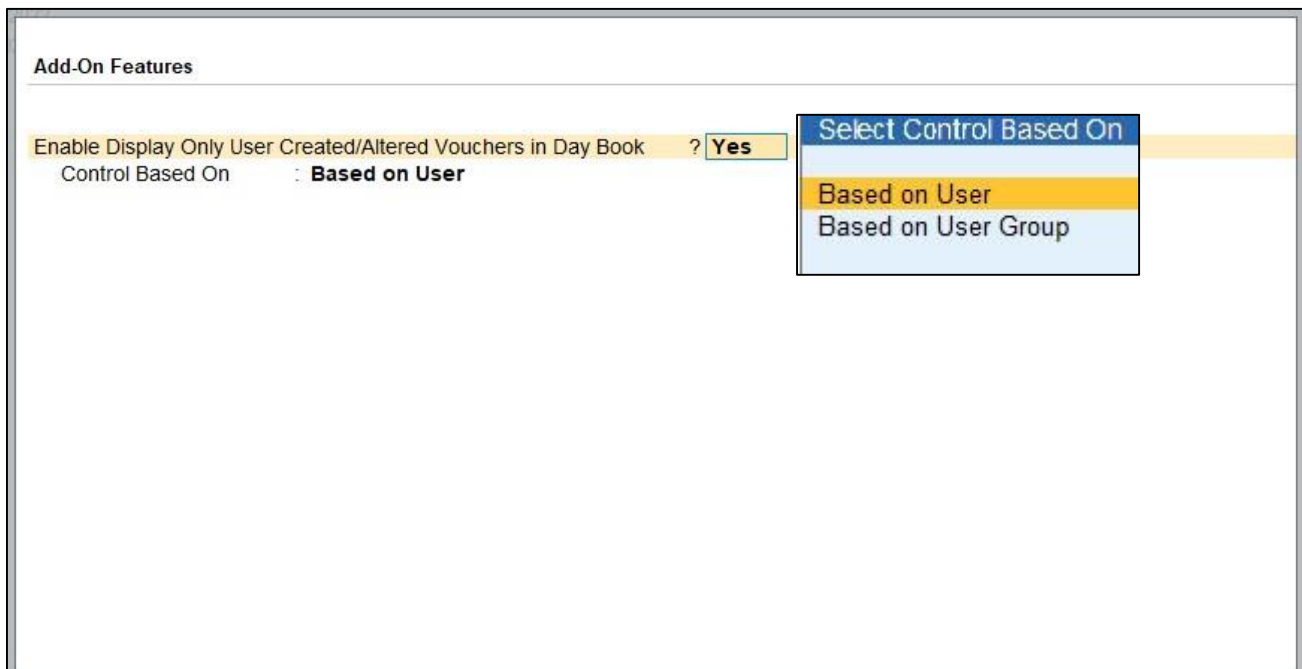 Add-On Features
Enable Display Only User Created/Altered Vouchers in Day Book ? Yes
Control Based On : Based on User
Select Control Based On
Based on User
Based on User Group